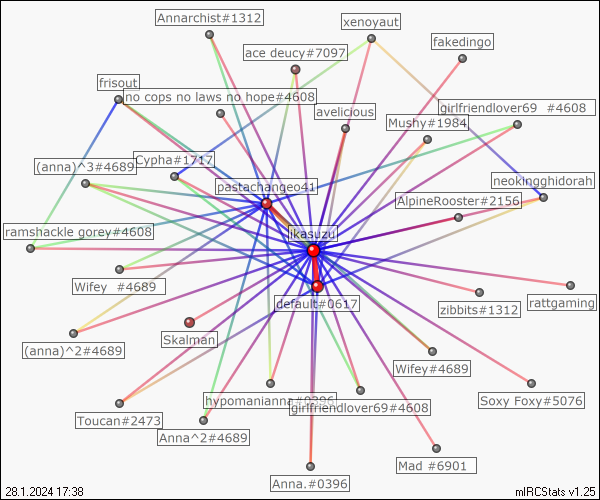 Annarchist#1312
xenoyaut
fakedingo
ace deucy#7097
frisout
no cops no laws no hope#4608
avelicious
girlfriendlover69 #4608
Mushy#1984
Cypha#1717
(anna)^3#4689
pastachangeo41
neokingghidorah
AlpineRooster#2156
ramshackle gorey#4608
ikasuzu
Wifey #4689
default#0617
zibbits#1312
rattgaming
Skalman
(anna)^2#4689
Wifey#4689
hypomanianna#0396
girlfriendlover69#4608
Soxy Foxy#5076
Toucan#2473
Anna^2#4689
Mad #6901
Anna.#0396
28.1.2024 17:38
mIRCStats v1.25